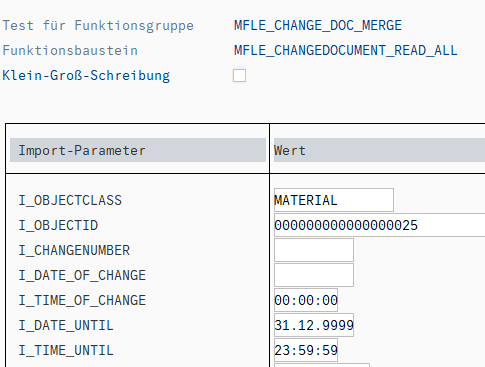 Test für Funktionsgruppe MFLE_CHANGE_DOC_MERGE
Funktionsbaustein MFLE_CHANGEDOCUMENT_READ_ALL
Klein-Groß-Schreibung
Import-Parameter Wert
I_OBJECTCLASS MATERIAL
I_OBJECTID 000000000000000025
I_CHANGENUMBER
I_DATE_OF_CHANGE
I_TIME_OF_CHANGE 00:00:00
I_DATE_UNTIL 31.12.9999
I_TIME_UNTIL 23:59:59